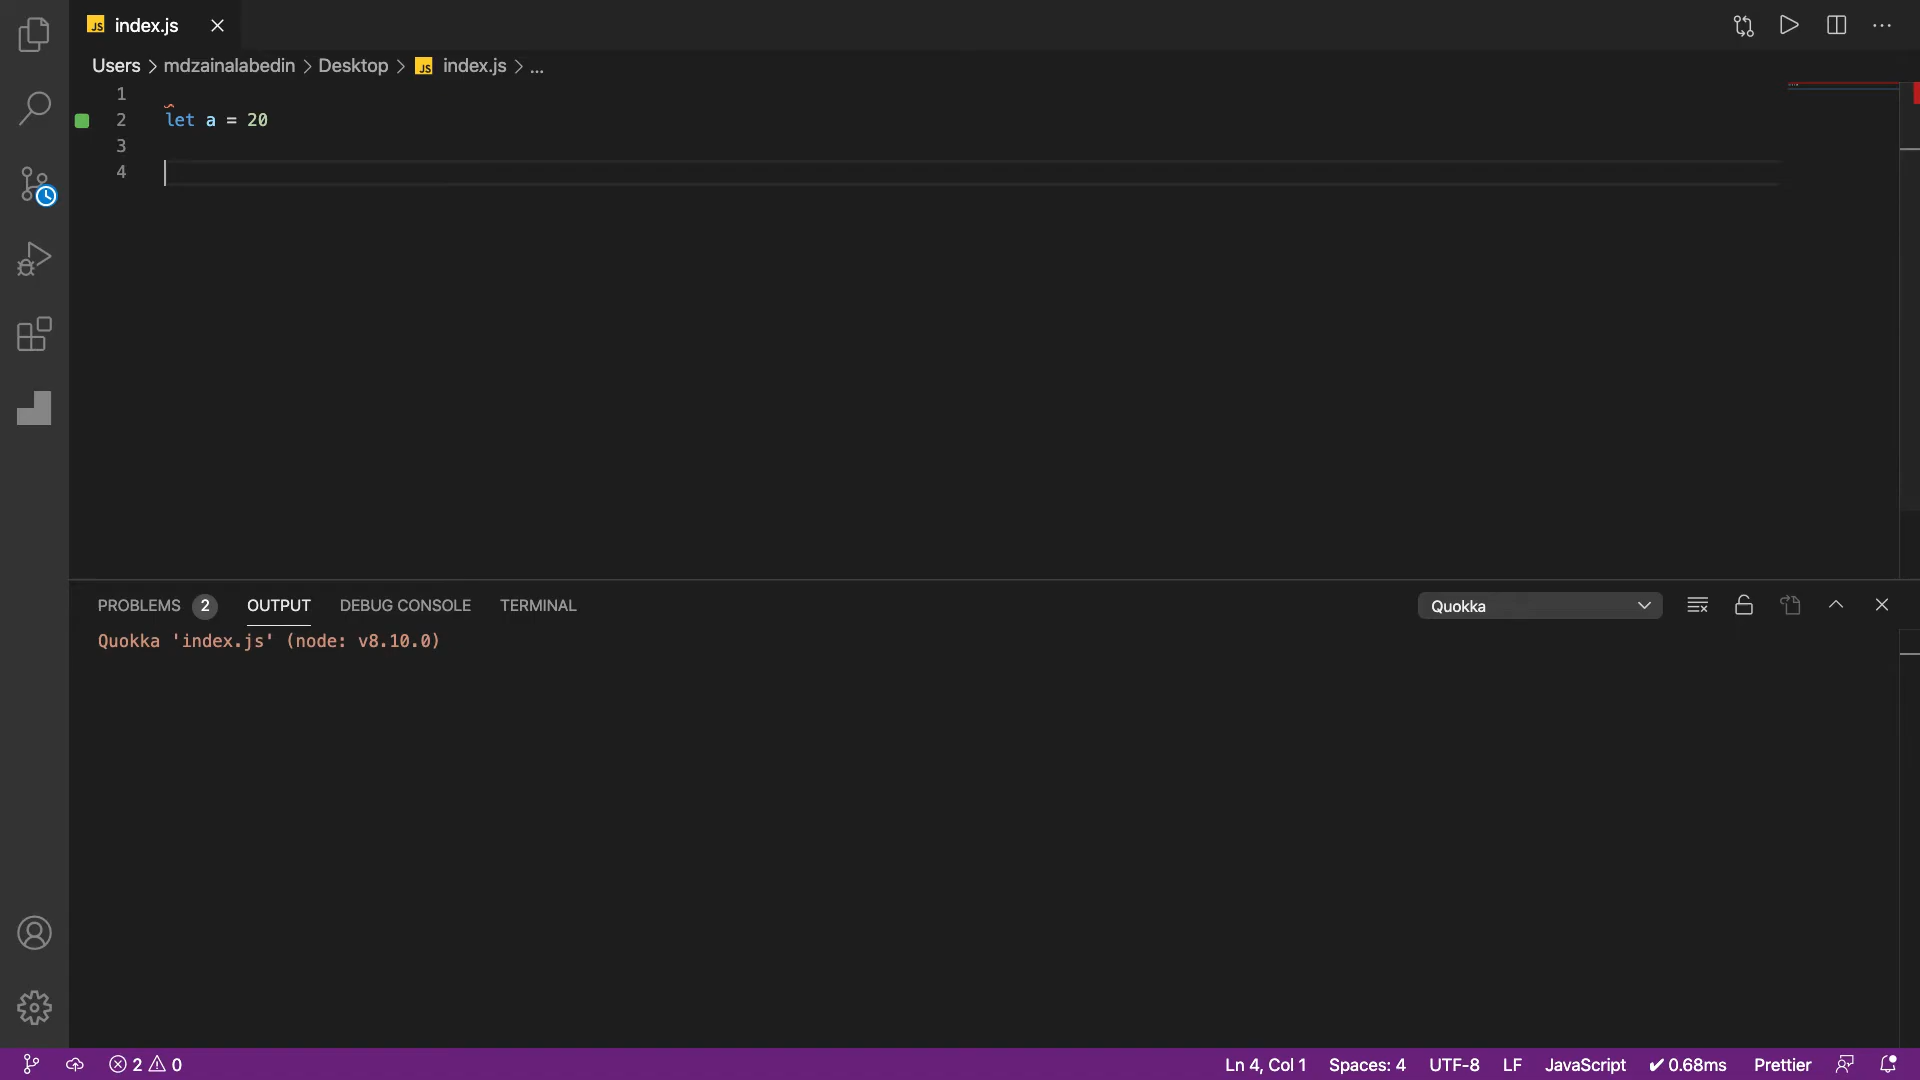 JS index.js
Users > mdzainalabedin > Desktop > JS index.js > ...
1
2 let a = 20
3
4
PROBLEMS 2 OUTPUT DEBUG CONSOLE TERMINAL Quokka
Quokka 'index.js' (node: v8.10.0)
2 0 Ln 4, Col 1 Spaces: 4 UTF-8 LF JavaScript ✔ 0.68ms Prettier